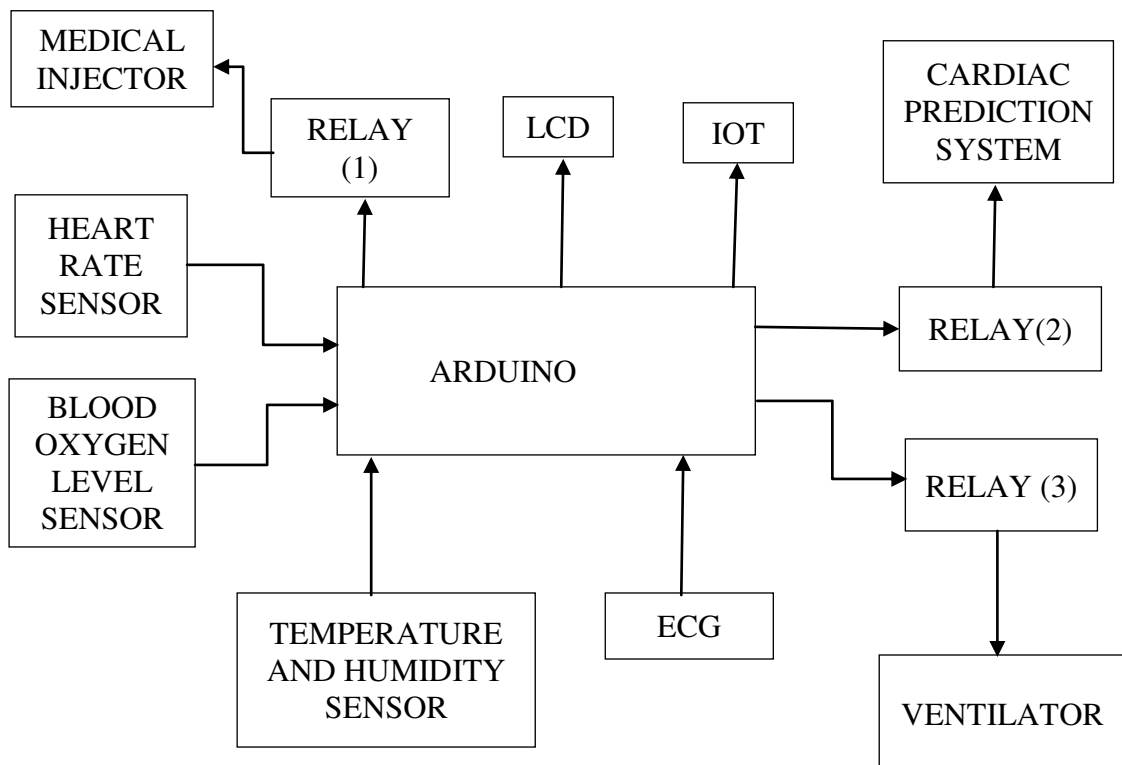 MEDICAL
INJECTOR
RELAY
(1)
LCD
IOT
CARDIAC
PREDICTION
SYSTEM
HEART
RATE
SENSOR
ARDUINO
RELAY(2)
BLOOD
OXYGEN
LEVEL
SENSOR
RELAY (3)
TEMPERATURE
AND HUMIDITY
SENSOR
ECG
VENTILATOR